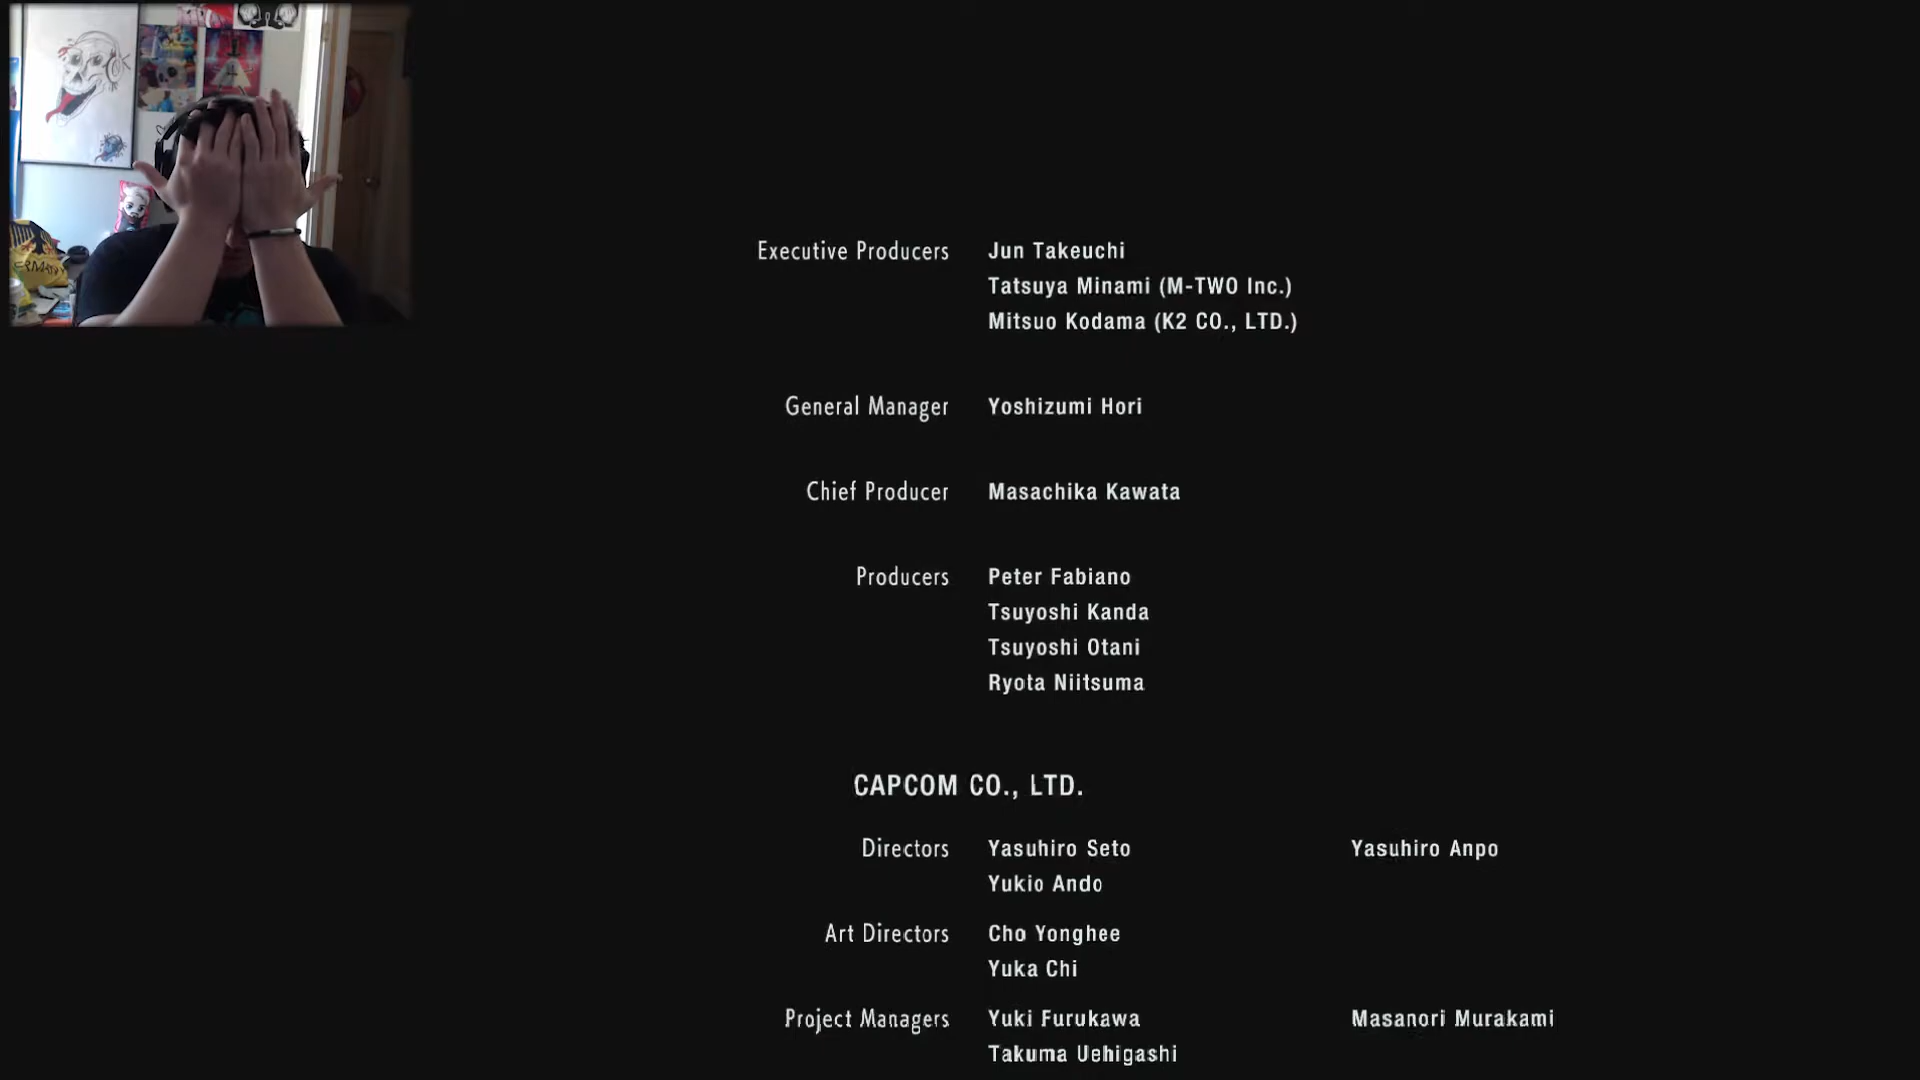 Executive Producers Jun Takeuchi
Tatsuya Minami (M-TWO Inc.)
Mitsuo Kodama (K2 CO., LTD.)
General Manager Yoshizumi Hori
Chief Producer Masachika Kawata
Producers Peter Fabiano
Tsuyoshi Kanda
Tsuyoshi Otani
Ryota Niitsuma
CAPCOM CO., LTD.
Directors Yasuhiro Seto Yasuhiro Anpo
Yukio Ando
Art Directors Cho Yonghee
Yuka Chi
Project Managers Yuki Furukawa Masanori Murakami
Takuma Uehigashi